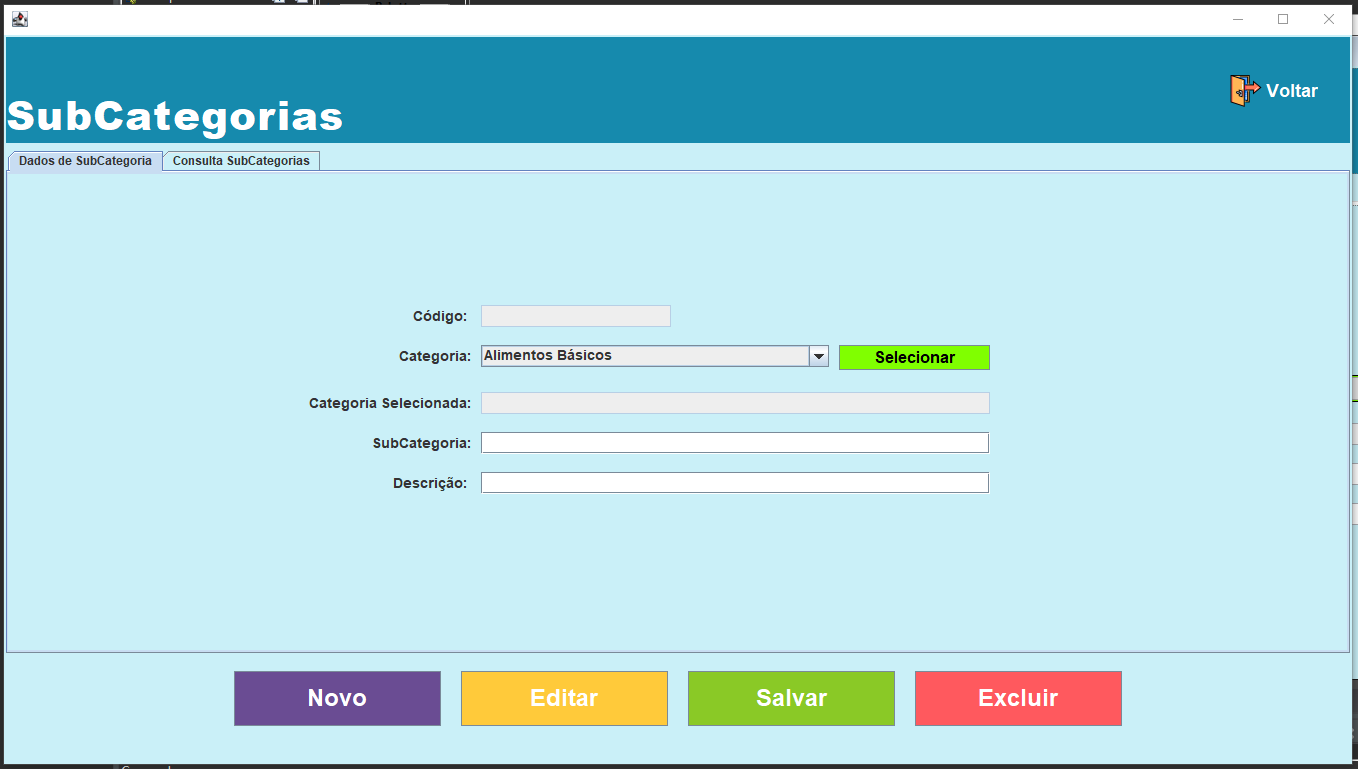 Voltar
SubCategorias
Dados de SubCategoria
Consulta SubCategorias
Código:
Categoria:
Alimentos Básicos
Selecionar
Categoria Selecionada:
SubCategoria:
Descrição:
Novo
Editar
Salvar
Excluir